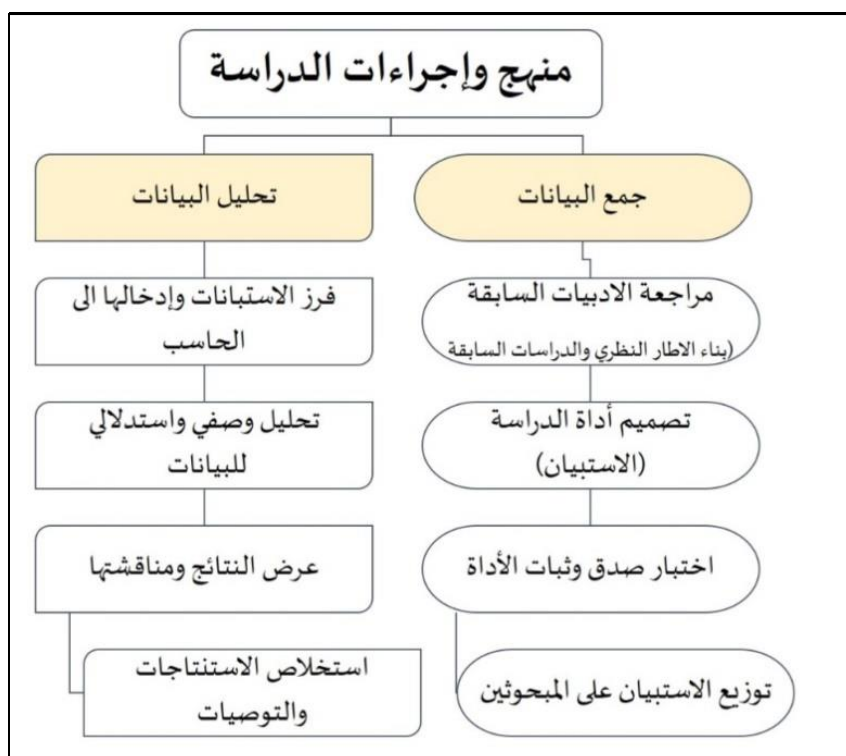 منهج وإجراءات الدراسة
جمع البيانات
مراجعة الادبيات السابقة
(بناء الاطار النظري والدراسات السابقة
تصميم أداة الدراسة
(الاستبيان)
اختبار صدق وثبات الأداة
توزيع الاستبيان على المبحوثين
تحليل البيانات
فرز الاستبانات وإدخالها الى
الحاسب
تحليل وصفي واستدلالي
للبيانات
عرض النتائج ومناقشتها
استخلاص الاستنتاجات
والتوصيات